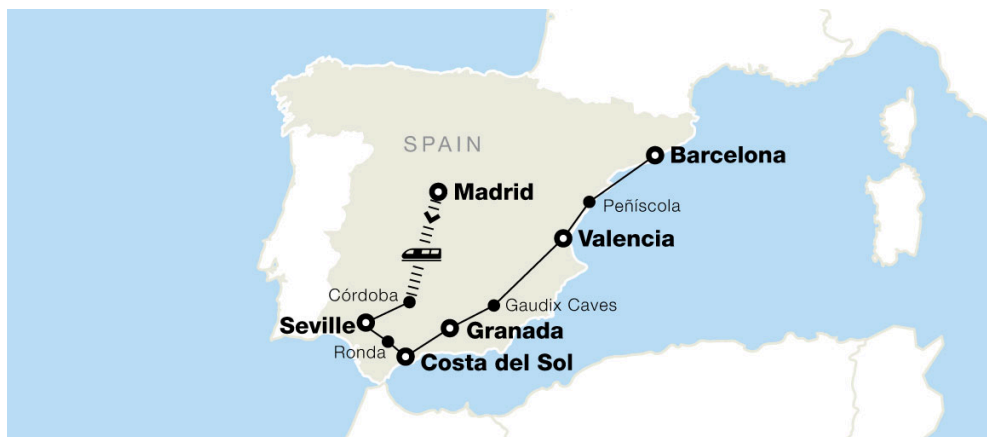 SPAIN
Barcelona
Madrid
Peñíscola
Valencia
Córdoba
Gaudix Caves
Seville
Granada
Ronda
Costa del Sol